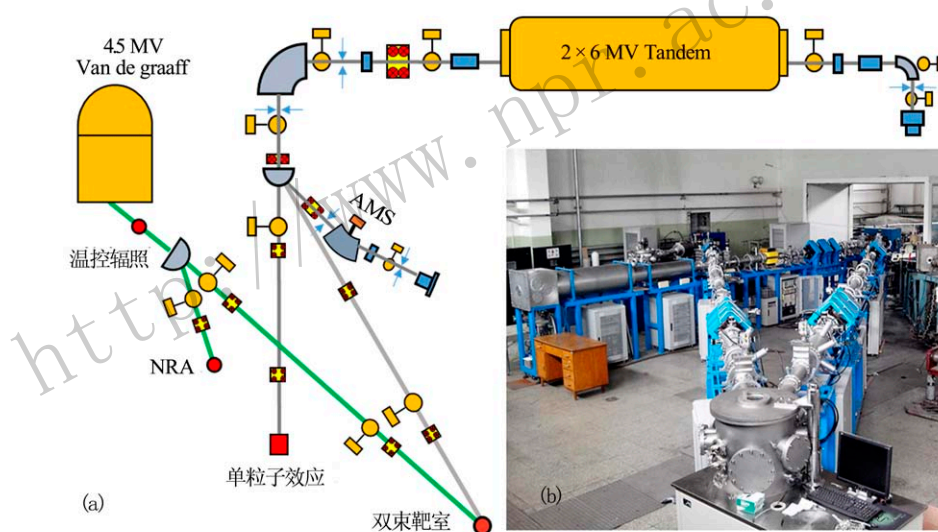 4.5 MV
Van de graaff
2 × 6 MV Tandem
AMS
温控辐照
NRA
单粒子效应
双束靶室
(a)
(b)
http://www.npr.ac.